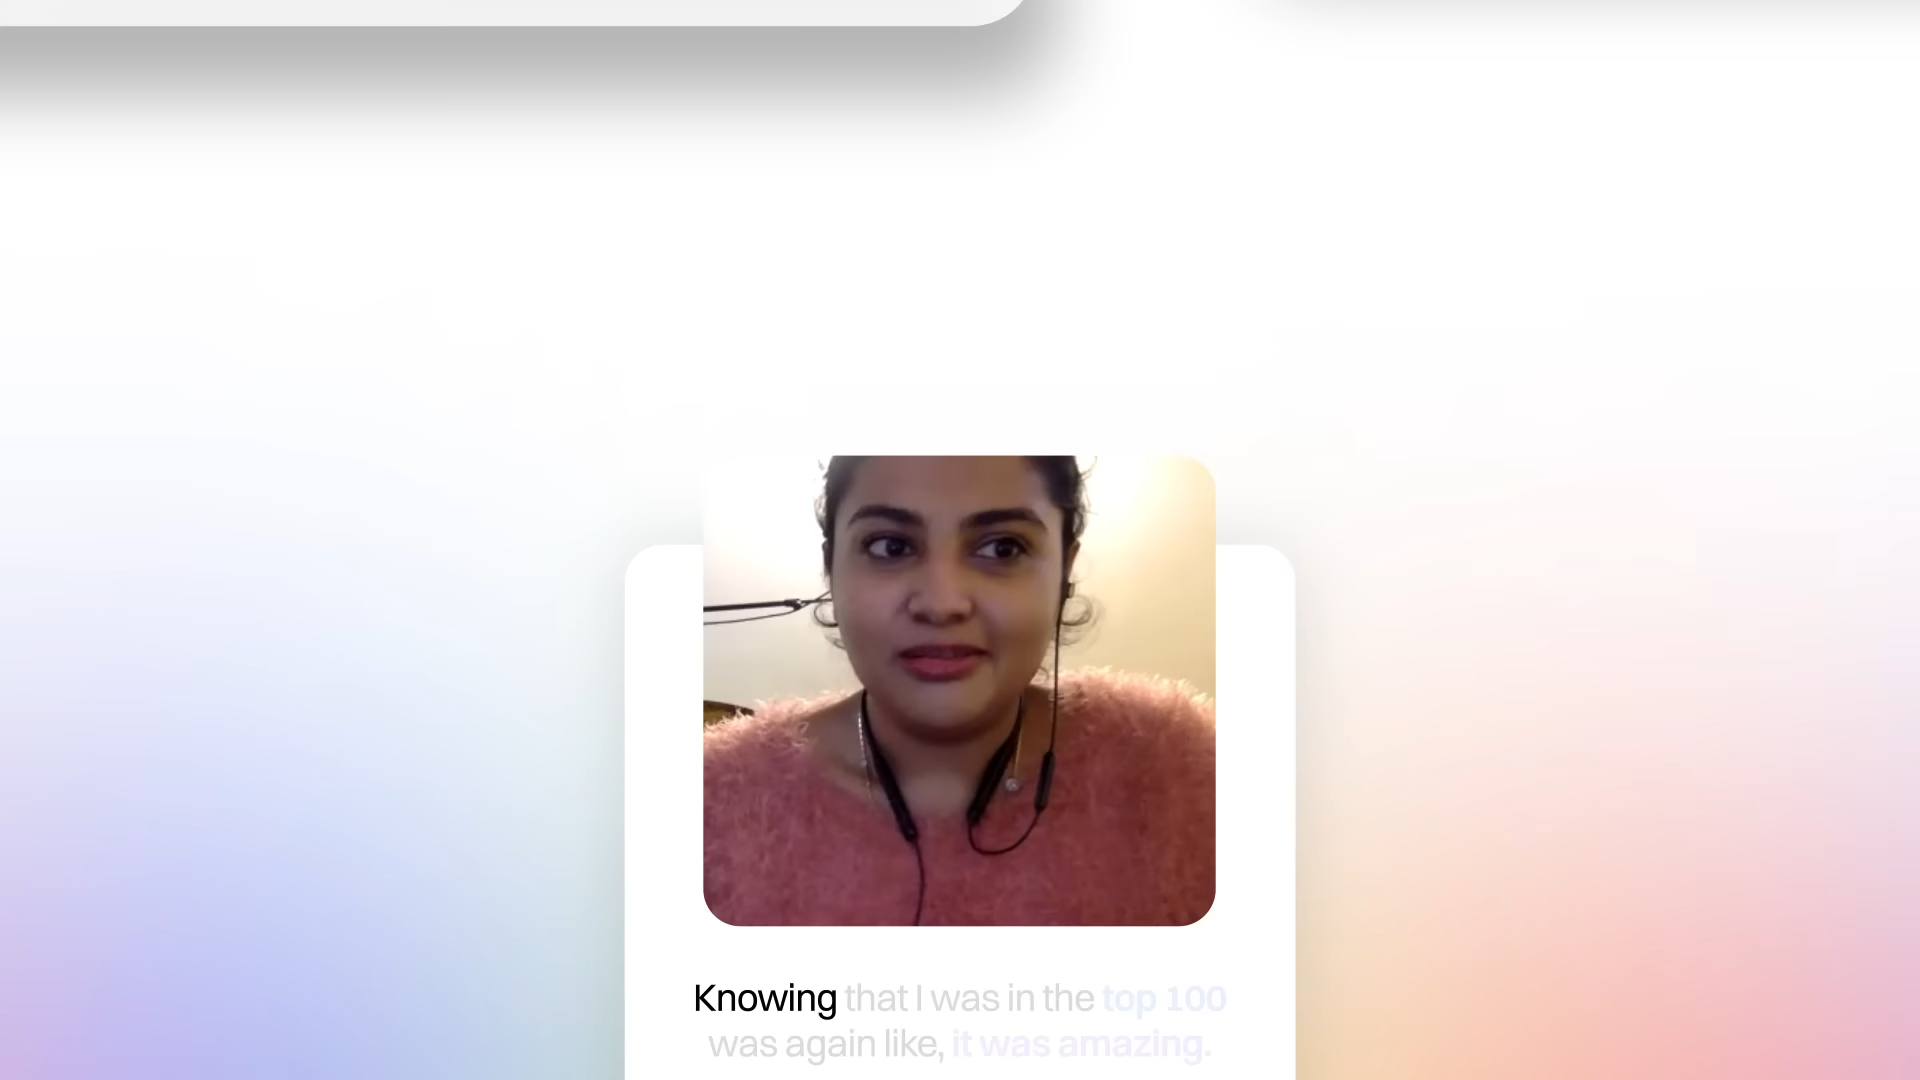 Knowing that I was in the top 100
was again like, it was amazing.